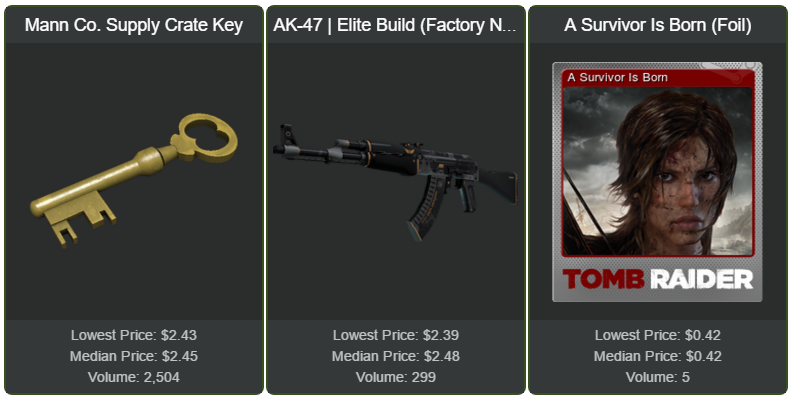 Mann Co. Supply Crate Key
Lowest Price: $2.43
Median Price: $2.45
Volume: 2,504
AK-47 | Elite Build (Factory N...
Lowest Price: $2.39
Median Price: $2.48
Volume: 299
A Survivor Is Born (Foil)
A Survivor Is Born
TOMB RAIDER
Lowest Price: $0.42
Median Price: $0.42
Volume: 5